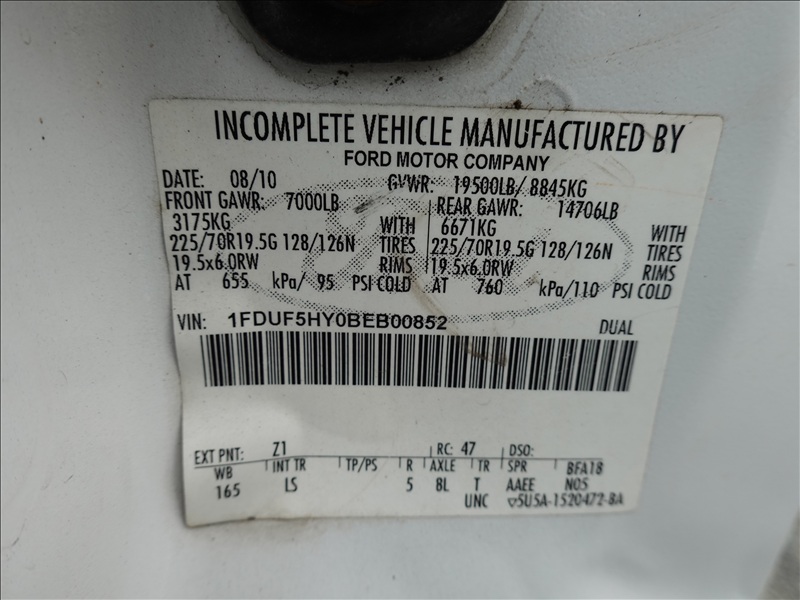 INCOMPLETE VEHICLE MANUFACTURED BY
FORD MOTOR COMPANY
DATE: 08/10 GVWR: 19500LB/ 8845KG
FRONT GAWR: 7000LB REAR GAWR: 14706LB
3175KG WITH 6671KG WITH
225/70R19.5G 128/126N TIRES 225/70R19.5G 128/126N TIRES
19.5x6.0RW RIMS 19.5x6.0RW RIMS
AT 655 kPa/ 95 PSI COLD AT 760 kPa/110 PSI COLD
VIN: 1FDUF5HY0BEB00852 DUAL
EXT PNT: Z1 RC: 47 DSO:
WB INT TR TP/PS R AXLE TR SPR BFA18
165 LS 5 BL T AAEE N05
UNC ▽5U5A-1520472-BA